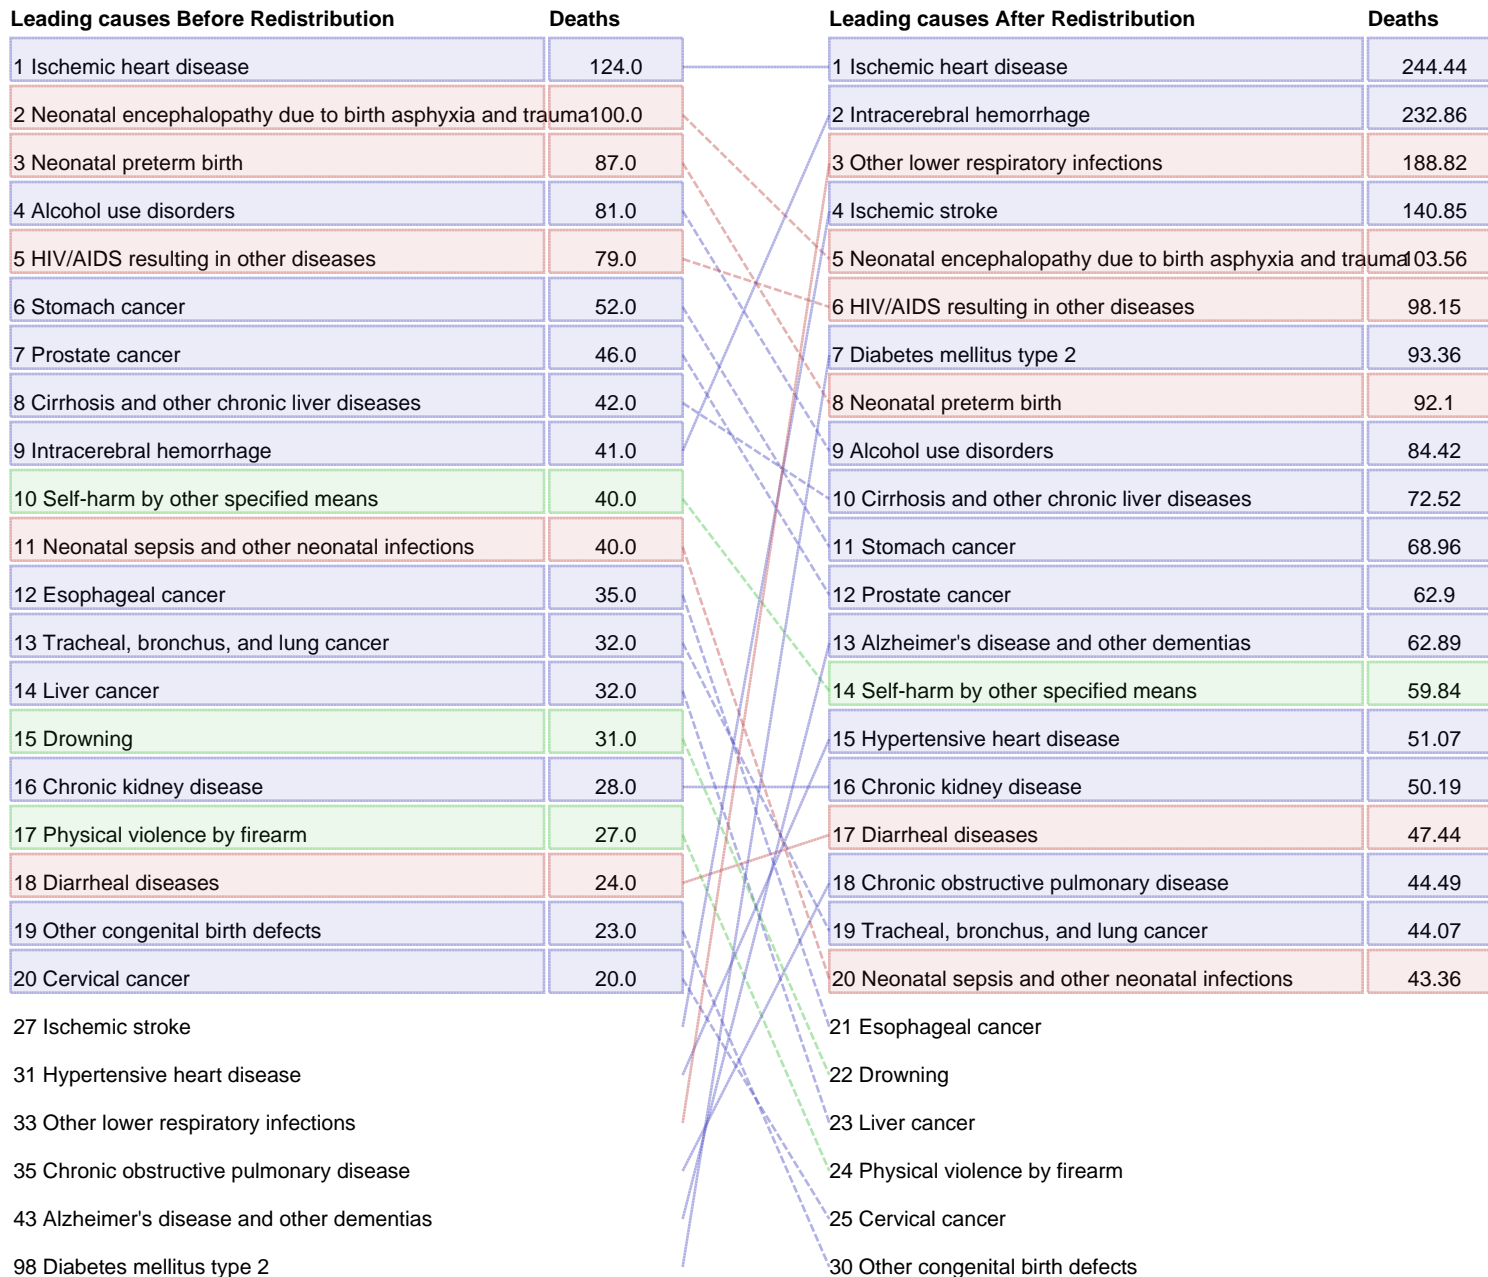 Leading causes Before Redistribution Deaths Leading causes After Redistribution Deaths
1 Ischemic heart disease 124.0 1 Ischemic heart disease 244.44
2 Neonatal encephalopathy due to birth asphyxia and trauma 100.0 2 Intracerebral hemorrhage 232.86
3 Neonatal preterm birth 87.0 3 Other lower respiratory infections 188.82
4 Alcohol use disorders 81.0 4 Ischemic stroke 140.85
5 HIV/AIDS resulting in other diseases 79.0 5 Neonatal encephalopathy due to birth asphyxia and trauma 103.56
6 Stomach cancer 52.0 6 HIV/AIDS resulting in other diseases 98.15
7 Prostate cancer 46.0 7 Diabetes mellitus type 2 93.36
8 Cirrhosis and other chronic liver diseases 42.0 8 Neonatal preterm birth 92.1
9 Intracerebral hemorrhage 41.0 9 Alcohol use disorders 84.42
10 Self-harm by other specified means 40.0 10 Cirrhosis and other chronic liver diseases 72.52
11 Neonatal sepsis and other neonatal infections 40.0 11 Stomach cancer 68.96
12 Esophageal cancer 35.0 12 Prostate cancer 62.9
13 Tracheal, bronchus, and lung cancer 32.0 13 Alzheimer's disease and other dementias 62.89
14 Liver cancer 32.0 14 Self-harm by other specified means 59.84
15 Drowning 31.0 15 Hypertensive heart disease 51.07
16 Chronic kidney disease 28.0 16 Chronic kidney disease 50.19
17 Physical violence by firearm 27.0 17 Diarrheal diseases 47.44
18 Diarrheal diseases 24.0 18 Chronic obstructive pulmonary disease 44.49
19 Other congenital birth defects 23.0 19 Tracheal, bronchus, and lung cancer 44.07
20 Cervical cancer 20.0 20 Neonatal sepsis and other neonatal infections 43.36
27 Ischemic stroke 21 Esophageal cancer
31 Hypertensive heart disease 22 Drowning
33 Other lower respiratory infections 23 Liver cancer
35 Chronic obstructive pulmonary disease 24 Physical violence by firearm
43 Alzheimer's disease and other dementias 25 Cervical cancer
98 Diabetes mellitus type 2 30 Other congenital birth defects